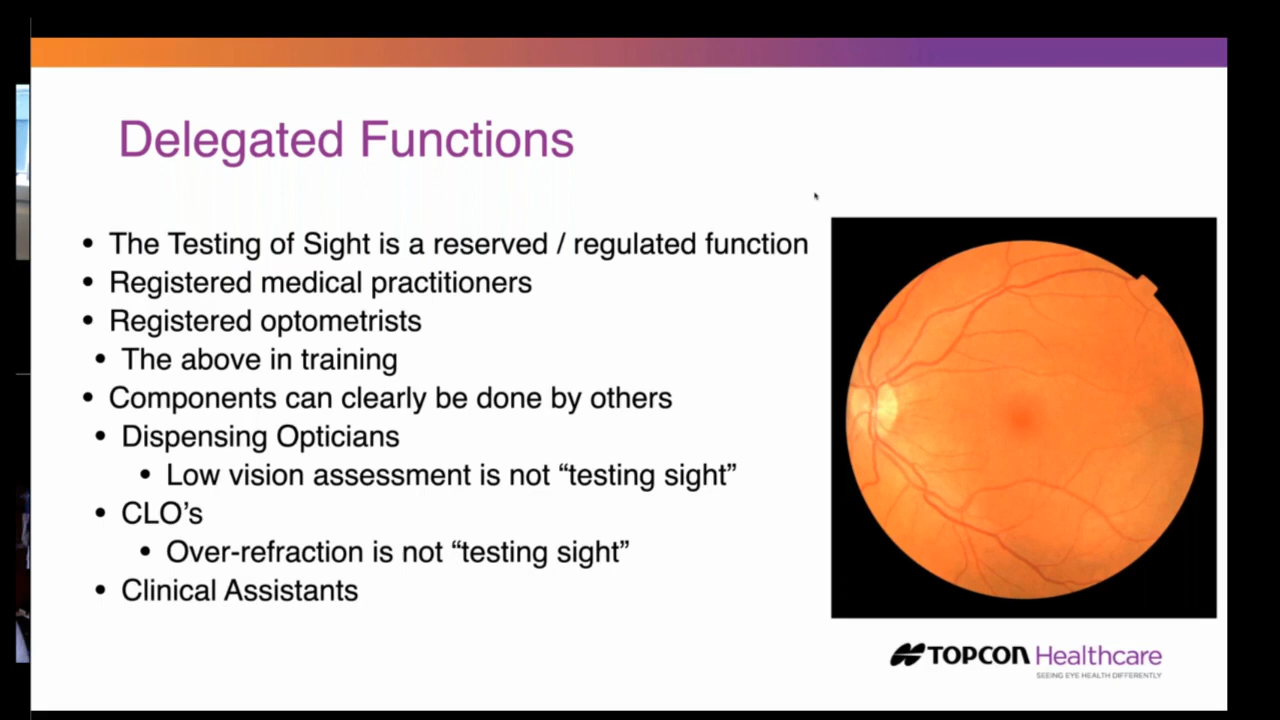 Delegated Functions
• The Testing of Sight is a reserved / regulated function
• Registered medical practitioners
• Registered optometrists
• The above in training
• Components can clearly be done by others
• Dispensing Opticians
• Low vision assessment is not “testing sight”
• CLO’s
• Over-refraction is not “testing sight”
• Clinical Assistants
TOPCON Healthcare
SEEING EYE HEALTH DIFFERENTLY